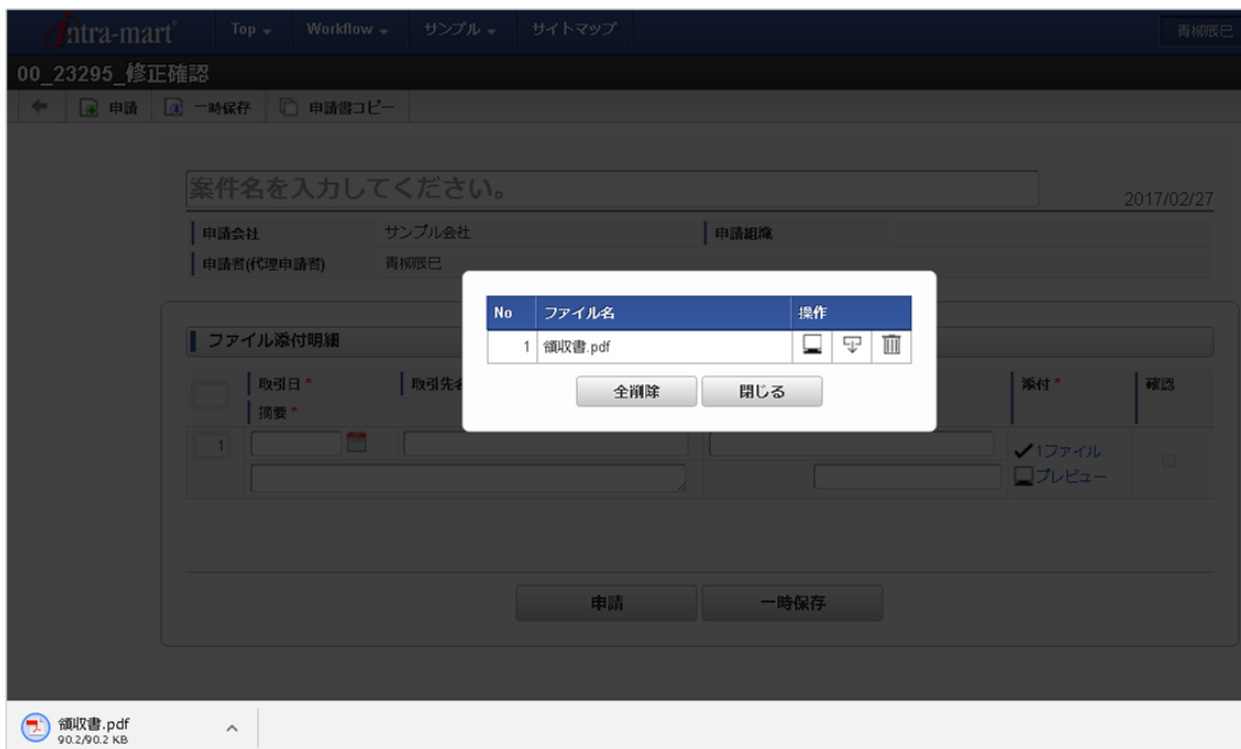 intra-mart Top Workflow サンプル サイトマップ 青柳辰巳
00_23295_修正確認
申請 一時保存 申請書コピー
案件名を入力してください。
2017/02/27
申請会社 サンプル会社 申請組織
申請者(代理申請者) 青柳辰巳
No ファイル名 操作
1 領収書.pdf
全削除 閉じる
ファイル添付明細
取引日* 取引先名 添付* 確認
摘要*
1
1ファイル
プレビュー
申請 一時保存
領収書.pdf
90.2/90.2 KB